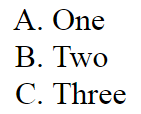 A. One
B. Two
C. Three